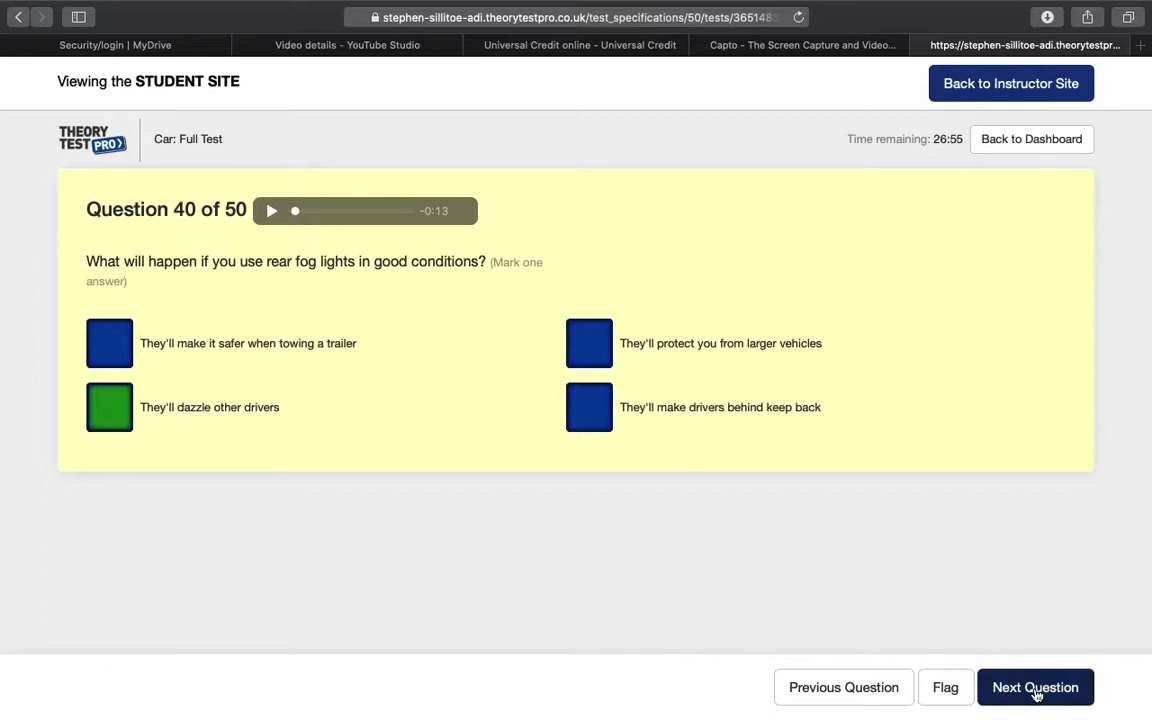 stephen-sillitoe-adi.theorytestpro.co.uk/test_specifications/50/tests/3651483
Security/login | MyDrive
Video details - YouTube Studio
Universal Credit online - Universal Credit
Capto - The Screen Capture and Video...
https://stephen-sillitoe-adi.theorytestpr...
Viewing the STUDENT SITE
Back to Instructor Site
THEORY
TEST PRO
Car: Full Test
Time remaining: 26:55
Back to Dashboard
Question 40 of 50
-0:13
What will happen if you use rear fog lights in good conditions? (Mark one
answer)
They'll make it safer when towing a trailer
They'll protect you from larger vehicles
They'll dazzle other drivers
They'll make drivers behind keep back
Previous Question
Flag
Next Question